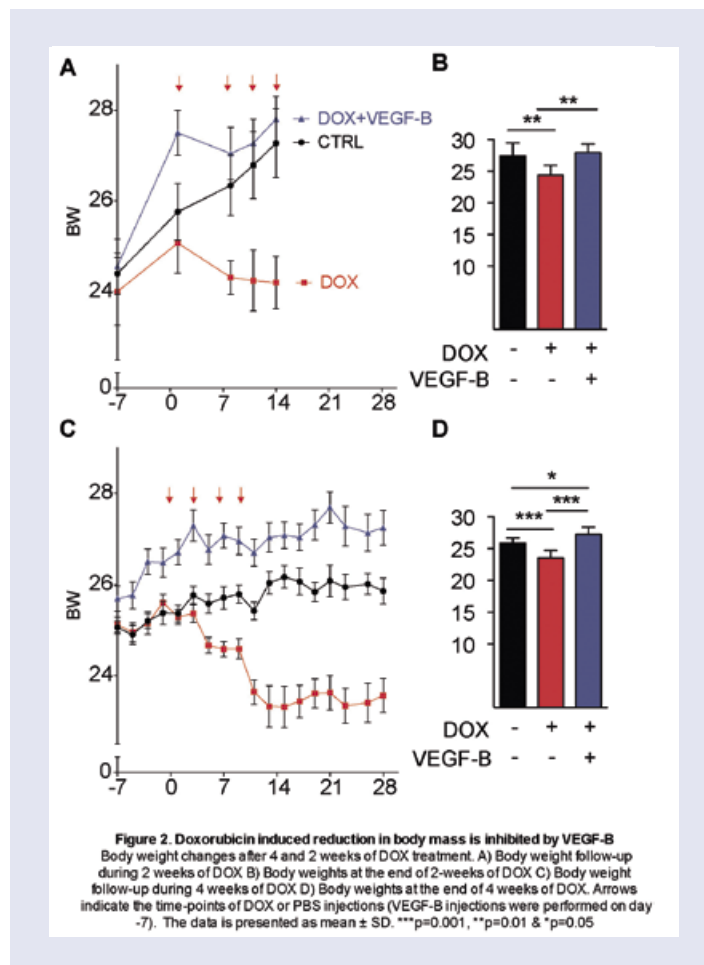 A
28
26
24
0
BW
-7 0 7 14 21 28
DOX+VEGF-B
CTRL
DOX
B
**
**
30
25
20
15
10
DOX - + +
VEGF-B - - +
C
28
26
24
0
BW
-7 0 7 14 21 28
D
*
*** ***
30
25
20
15
10
DOX - + +
VEGF-B - - +
Figure 2. Doxorubicin induced reduction in body mass is inhibited by VEGF-B
Body weight changes after 4 and 2 weeks of DOX treatment. A) Body weight follow-up
during 2 weeks of DOX B) Body weights at the end of 2-weeks of DOX C) Body weight
follow-up during 4 weeks of DOX D) Body weights at the end of 4 weeks of DOX. Arrows
indicate the time-points of DOX or PBS injections (VEGF-B injections were performed on day
-7). The data is presented as mean ± SD. ***p=0.001, **p=0.01 & *p=0.05